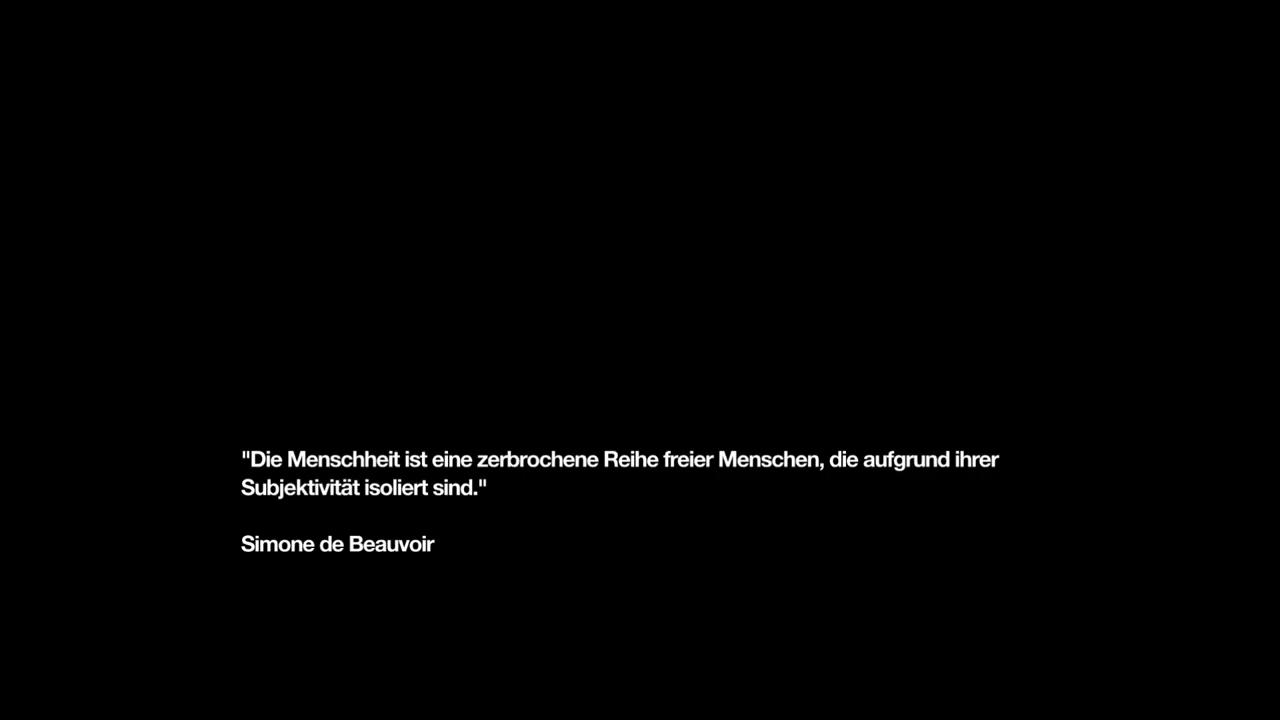 "Die Menschheit ist eine zerbrochene Reihe freier Menschen, die aufgrund ihrer
Subjektivität isoliert sind."
Simone de Beauvoir